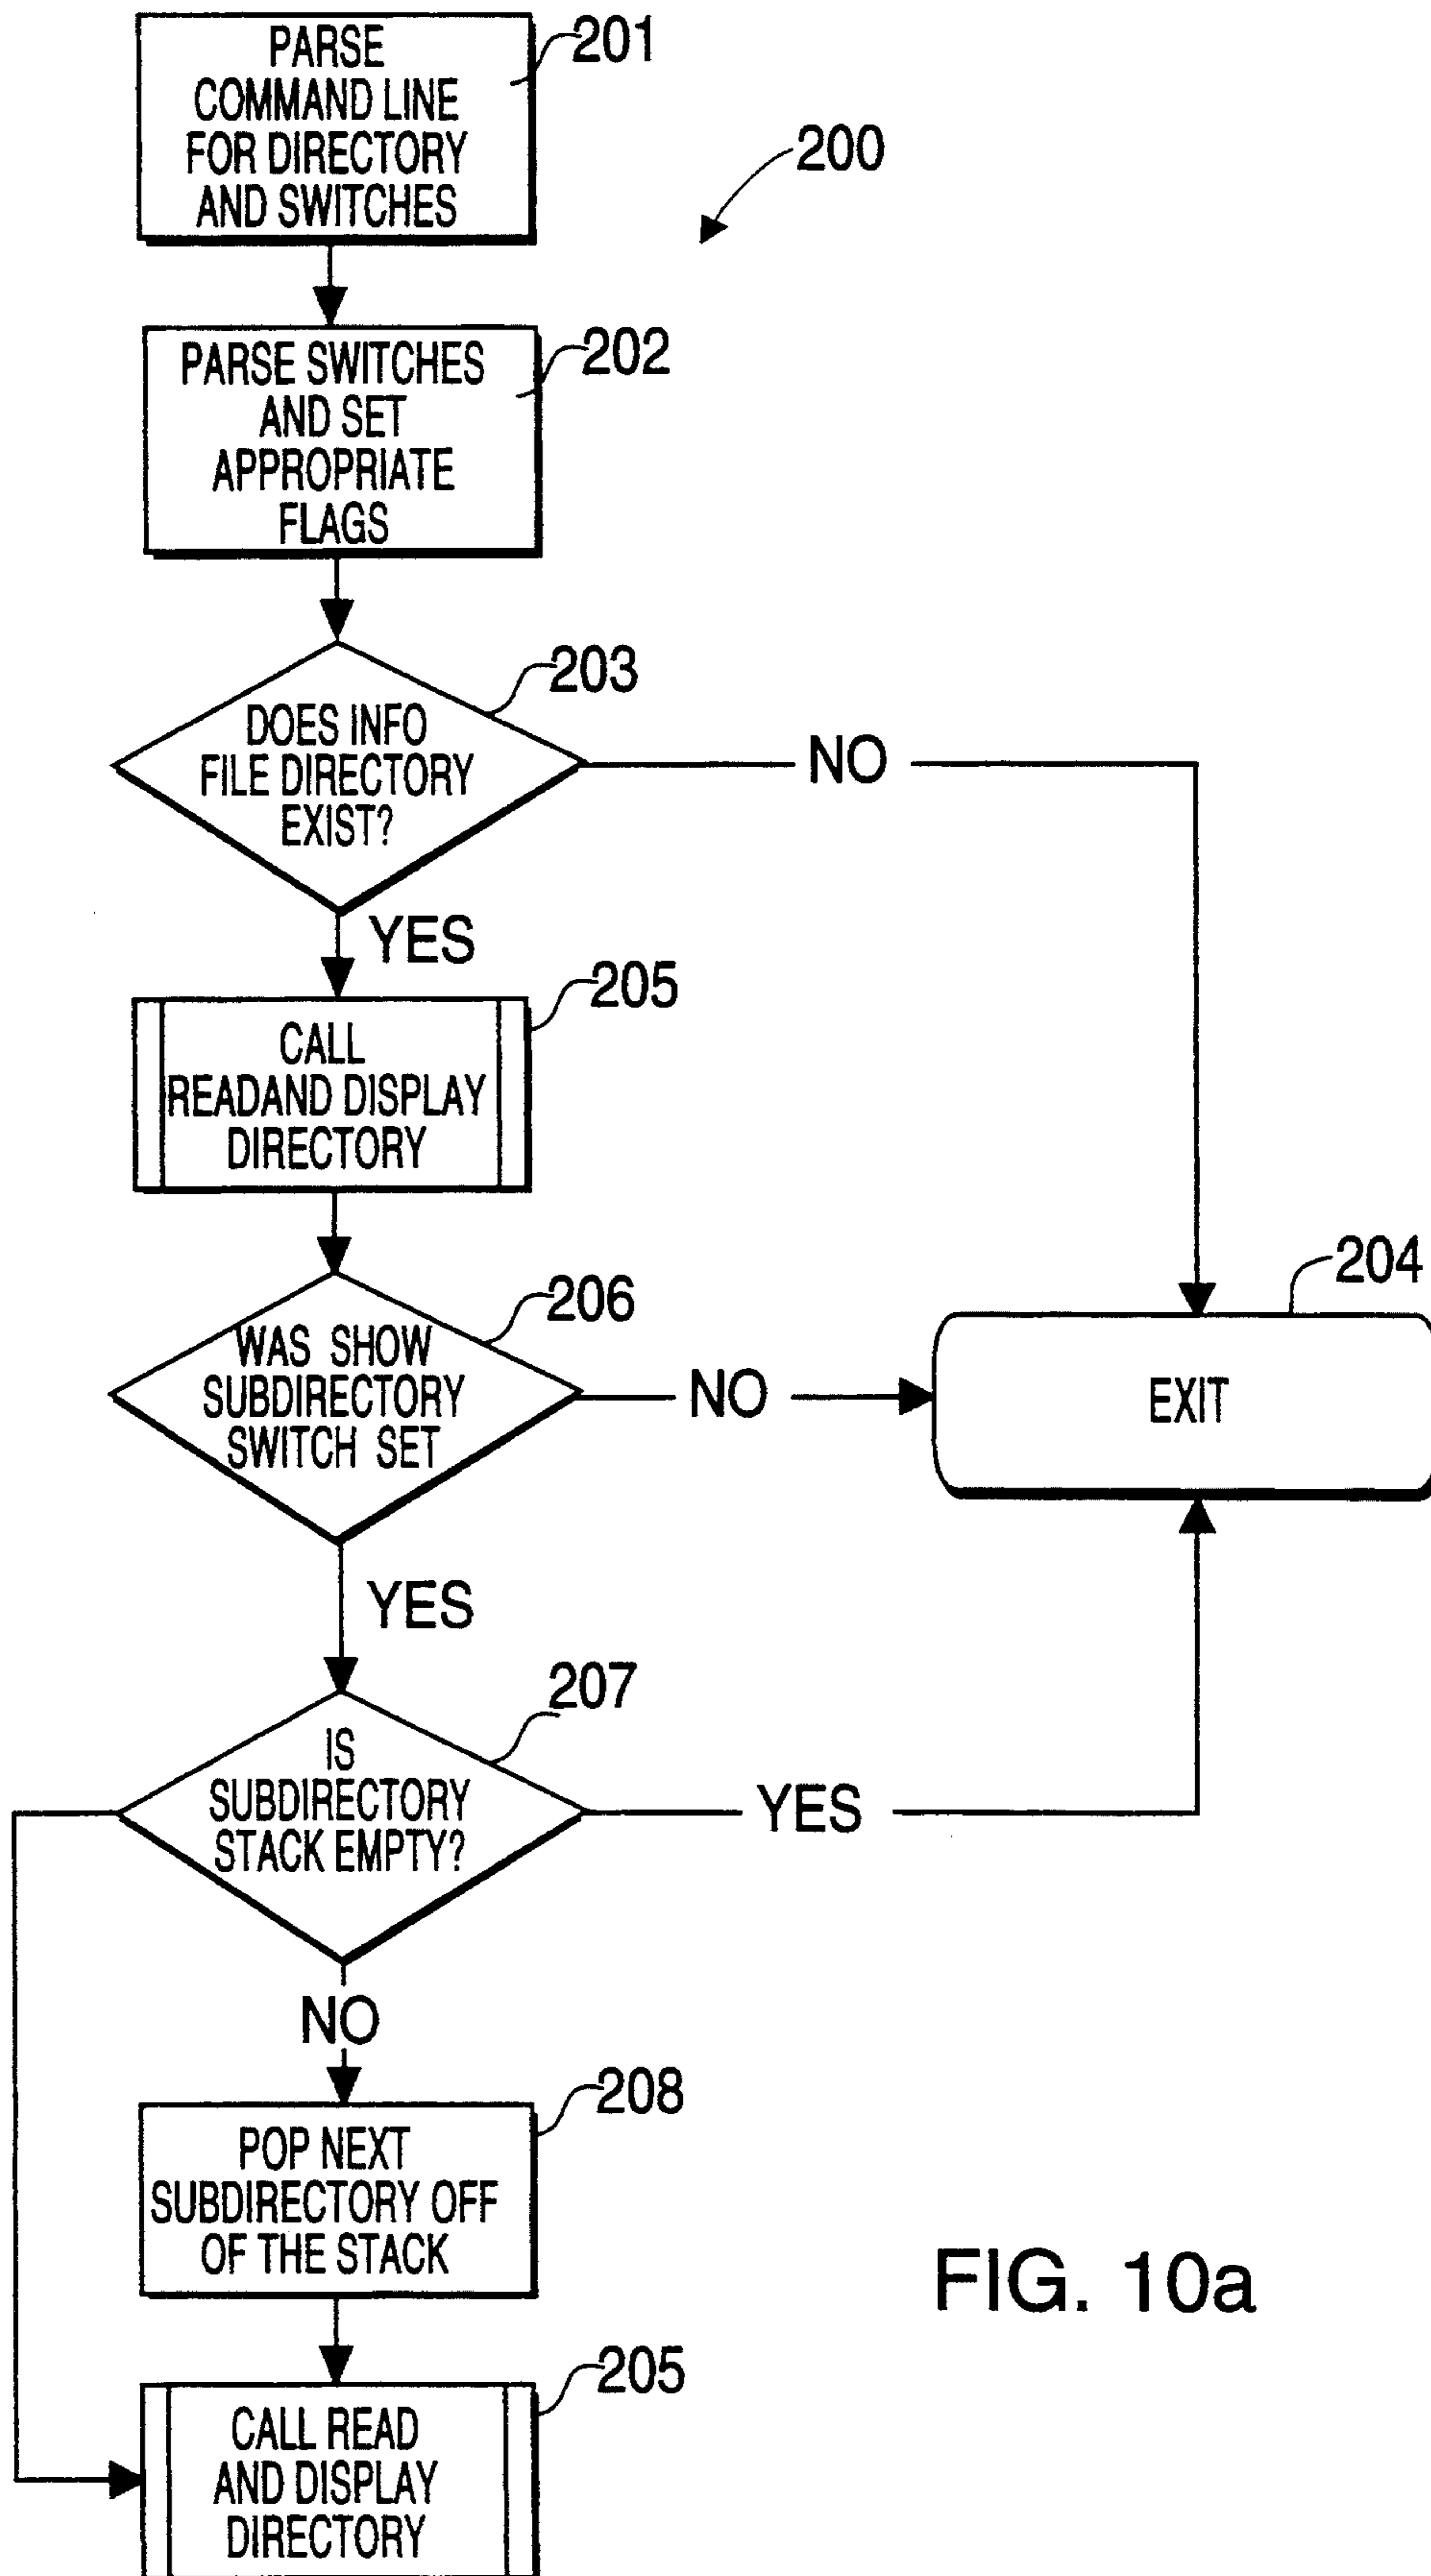 PARSE
COMMAND LINE
FOR DIRECTORY
AND SWITCHES
201
200
PARSE SWITCHES
AND SET
APPROPRIATE
FLAGS
202
203
DOES INFO
FILE DIRECTORY
EXIST?
NO
YES
205
CALL
READAND DISPLAY
DIRECTORY
204
206
WAS SHOW
SUBDIRECTORY
SWITCH SET
NO
EXIT
YES
207
IS
SUBDIRECTORY
STACK EMPTY?
YES
NO
208
POP NEXT
SUBDIRECTORY OFF
OF THE STACK
FIG. 10a
205
CALL READ
AND DISPLAY
DIRECTORY